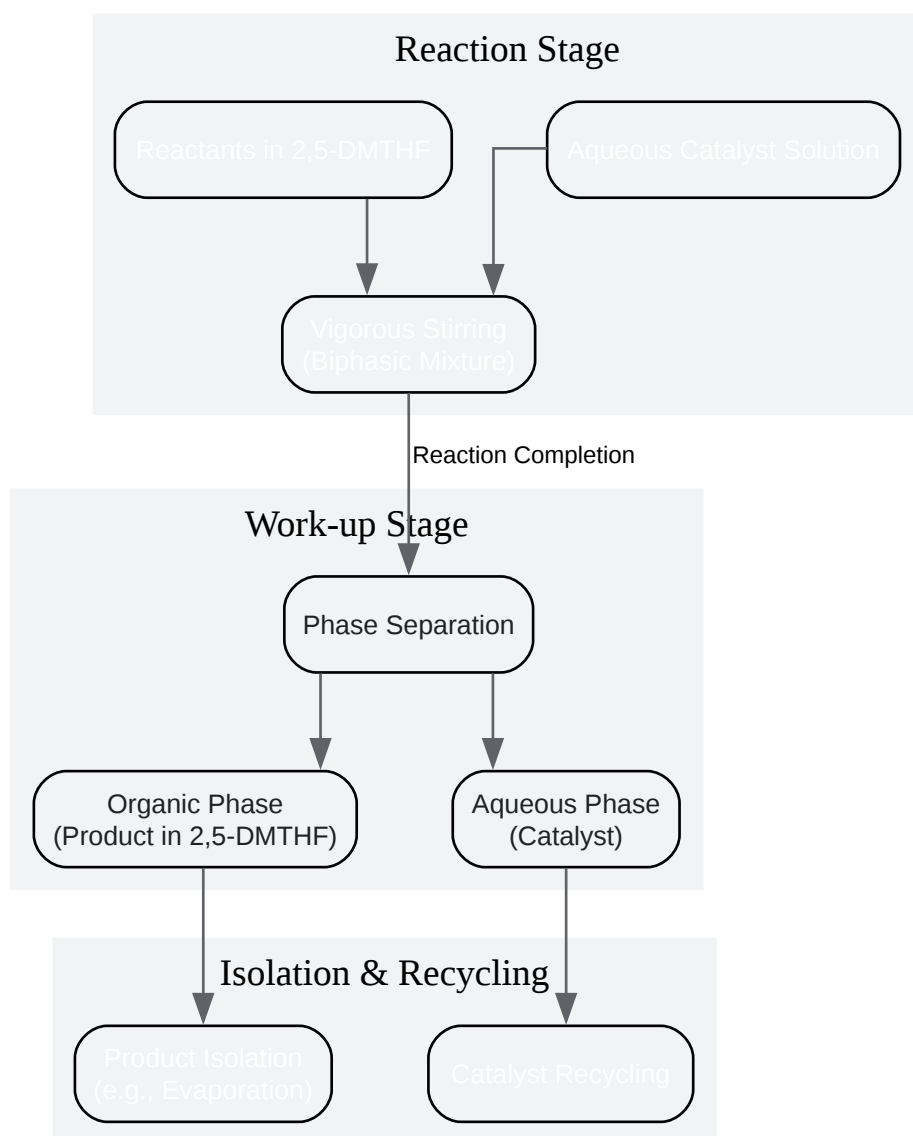 Reaction Stage
Reactants in 2,5-DMTHF
Aqueous Catalyst Solution
Vigorous Stirring
(Biphasic Mixture)
Reaction Completion
Work-up Stage
Phase Separation
Organic Phase
(Product in 2,5-DMTHF)
Aqueous Phase
(Catalyst)
Isolation & Recycling
Product Isolation
(e.g., Evaporation)
Catalyst Recycling